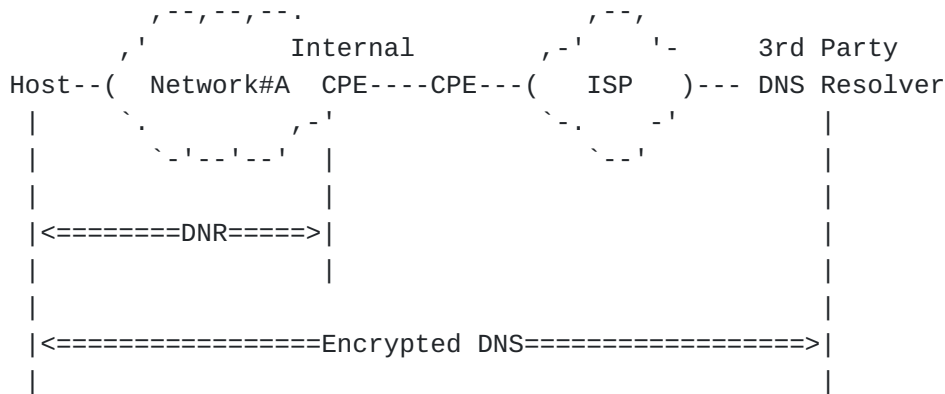 ,--,--,--.                  ,--,
    ,'         Internal        ,-'    '-     3rd Party
Host--(  Network#A  CPE----CPE---(   ISP    )--- DNS Resolver
 |     `.         ,-'             `-.   -'          |
 |       `-'--'--'  |                `--'           |
 |                  |                               |
 |<========DNR=====>|                               |
 |                  |                               |
 |                                                  |
 |<=================Encrypted DNS==================>|
 |                                                  |